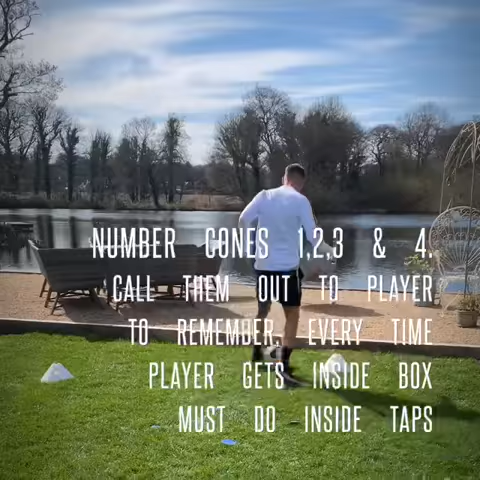 NUMBER CONES 1,2,3 & 4.
CALL THEM OUT TO PLAYER
TO REMEMBER. EVERY TIME
PLAYER GETS INSIDE BOX
MUST DO INSIDE TAPS